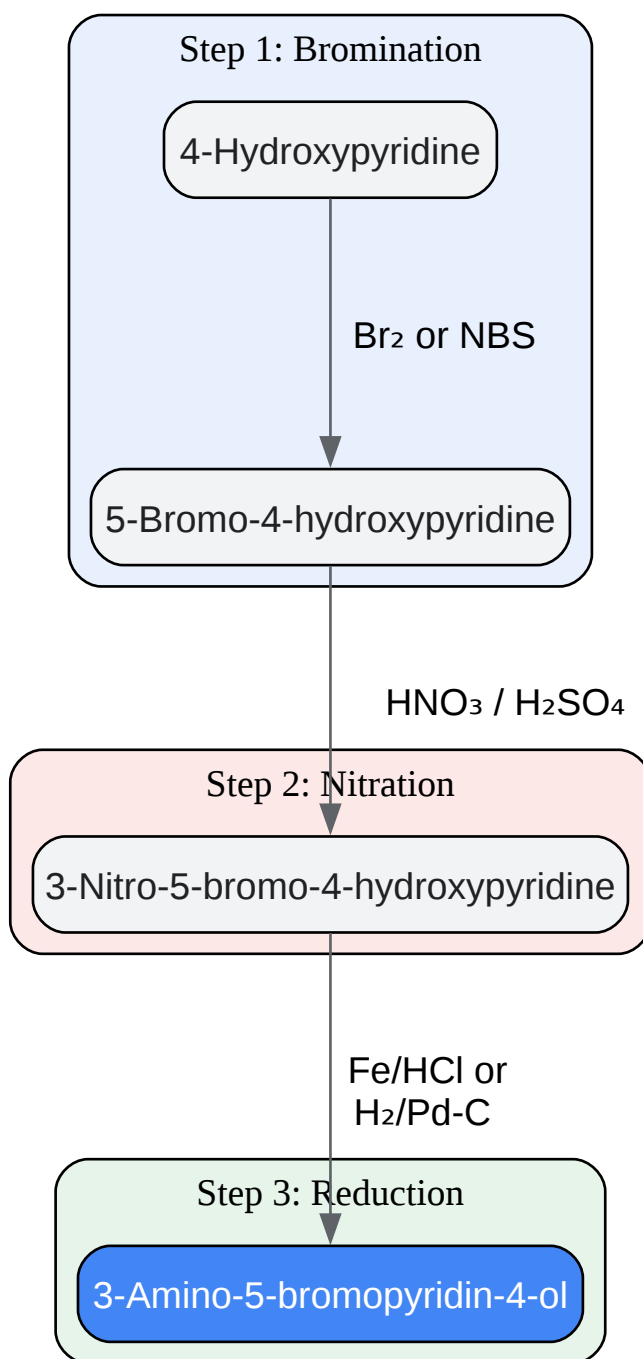 Step 1: Bromination
4-Hydroxypyridine
Br₂ or NBS
5-Bromo-4-hydroxypyridine
HNO₃ / H₂SO₄
Step 2: Nitration
3-Nitro-5-bromo-4-hydroxypyridine
Fe/HCl or
H₂/Pd-C
Step 3: Reduction
3-Amino-5-bromopyridin-4-ol